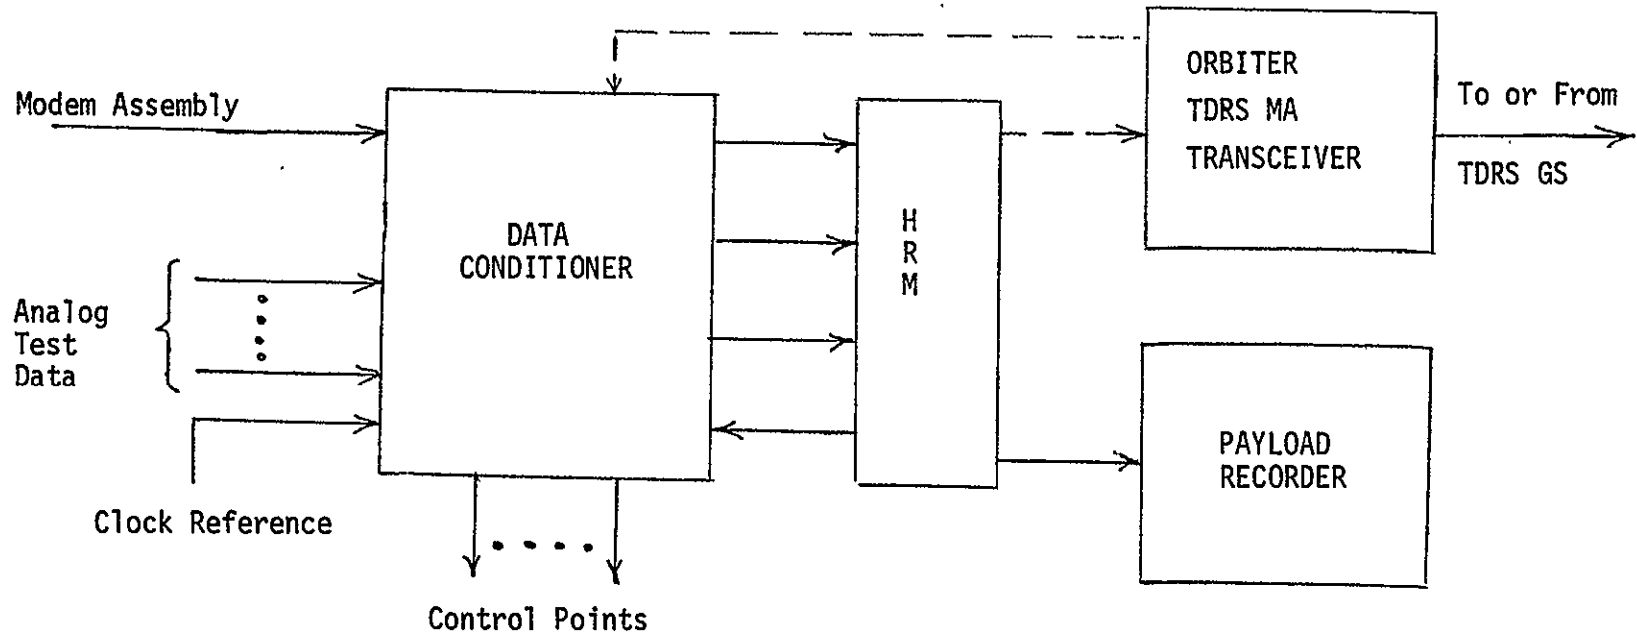 Modem Assembly
Analog
Test
Data
Clock Reference
DATA
CONDITIONER
Control Points
H
R
M
ORBITER
TDRS MA
TRANSCEIVER
To or From
TDRS GS
PAYLOAD
RECORDER